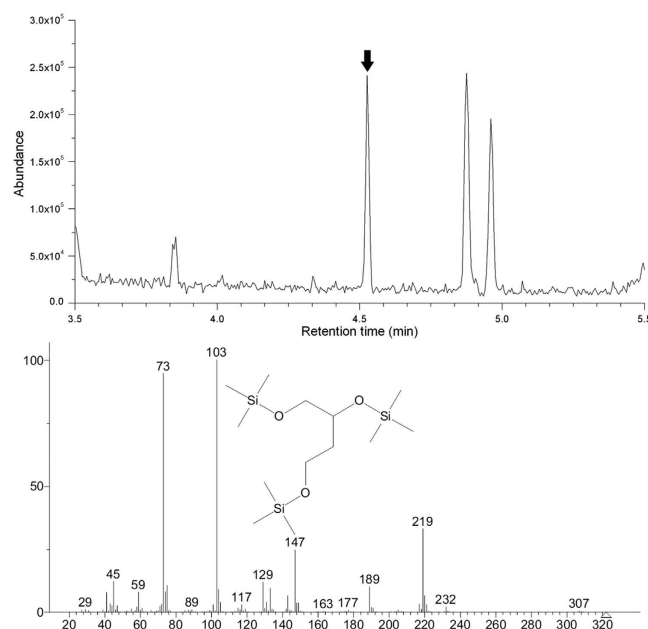 3.0x10⁵
2.5x10⁵
2.0x10⁵
1.5x10⁵
1.0x10⁵
5.0x10⁴
0.0
Abundance
3.5 4.0 4.5 5.0 5.5
Retention time (min)
100
50
0
73
103
Si
O
O
Si
O
Si
219
147
45
59
129
189
29
89
117
163
177
232
307
20 40 60 80 100 120 140 160 180 200 220 240 260 280 300 320